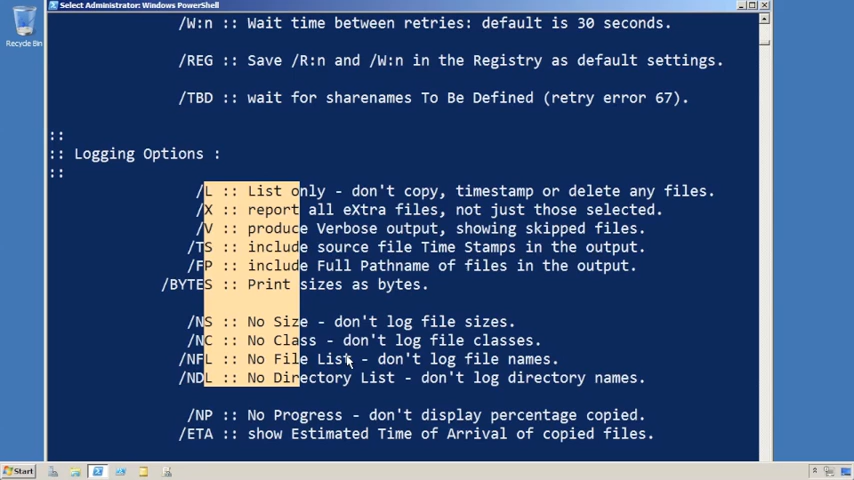 Select Administrator: Windows PowerShell
Recycle Bin
/W:n :: Wait time between retries: default is 30 seconds.
/REG :: Save /R:n and /W:n in the Registry as default settings.
/TBD :: wait for sharenames To Be Defined (retry error 67).
::
:: Logging Options :
::
/L :: List only - don't copy, timestamp or delete any files.
/X :: report all eXtra files, not just those selected.
/V :: produce Verbose output, showing skipped files.
/TS :: include source file Time Stamps in the output.
/FP :: include Full Pathname of files in the output.
/BYTES :: Print sizes as bytes.
/NS :: No Size - don't log file sizes.
/NC :: No Class - don't log file classes.
/NFL :: No File List - don't log file names.
/NDL :: No Directory List - don't log directory names.
/NP :: No Progress - don't display percentage copied.
/ETA :: show Estimated Time of Arrival of copied files.
Start